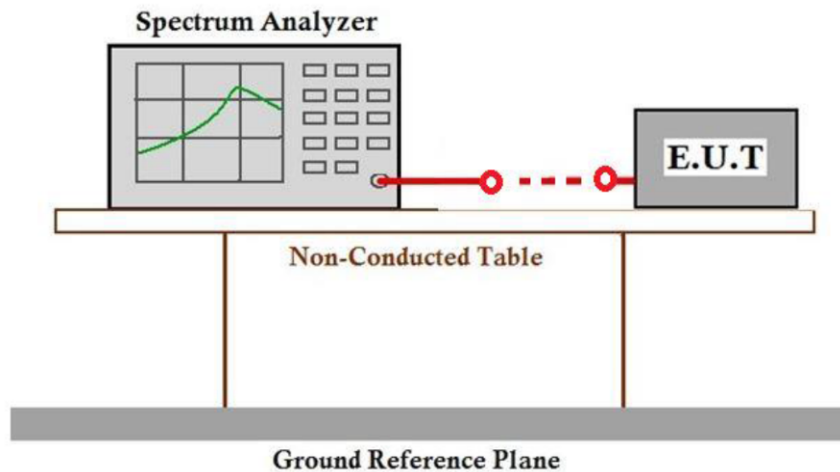 Spectrum Analyzer
E.U.T
Non-Conducted Table
Ground Reference Plane